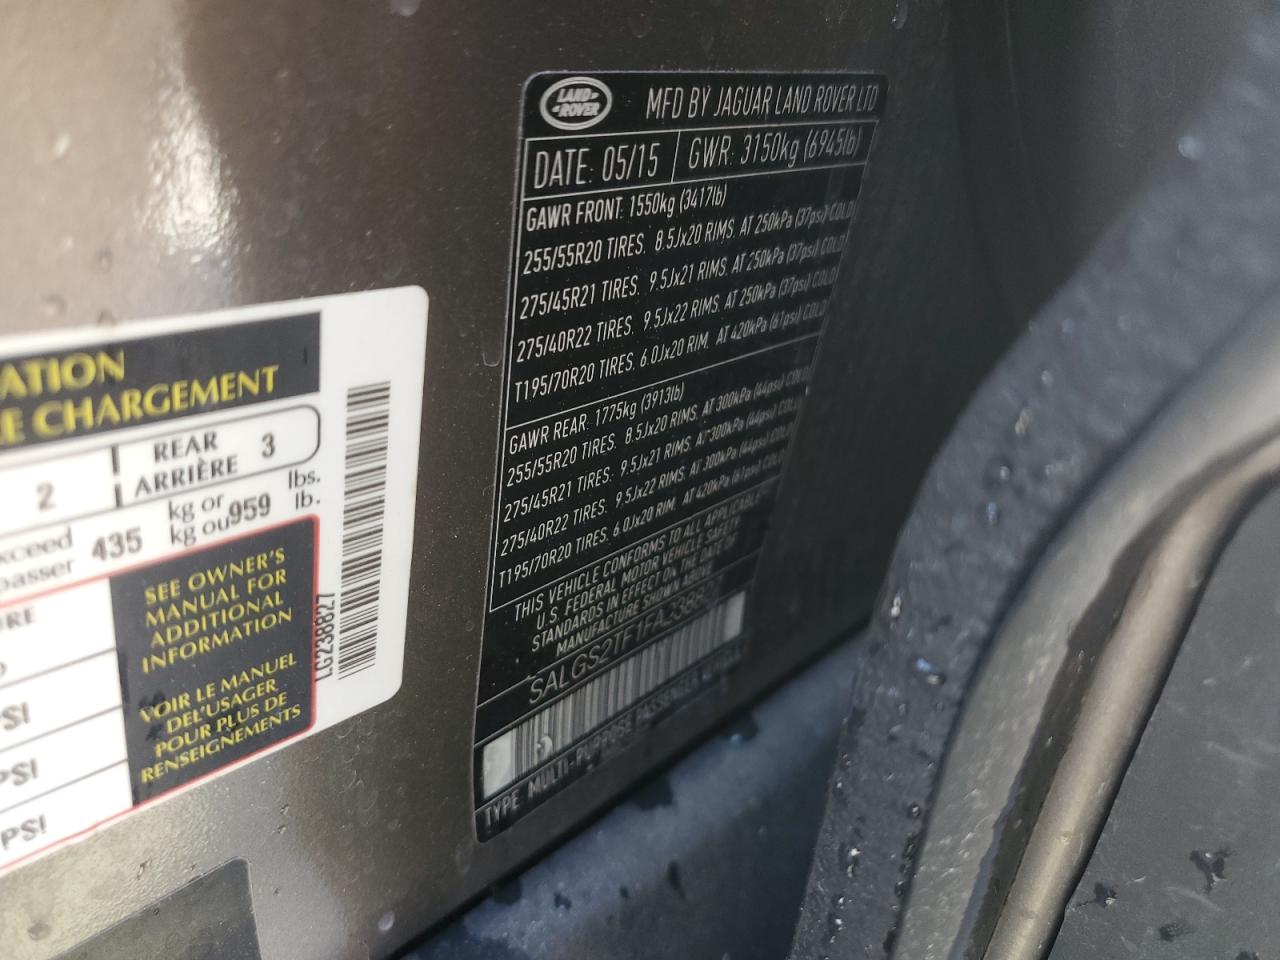 LAND-
-ROVER
MFD BY JAGUAR LAND ROVER LTD
DATE: 05/15 GWR: 3150kg (6945lb)
GAWR FRONT: 1550kg (3417lb)
255/55R20 TIRES. 8.5Jx20 RIMS. AT 250kPa (37psi) COLD
275/45R21 TIRES. 9.5Jx21 RIMS. AT 250kPa (37psi) COLD
275/40R22 TIRES. 9.5Jx22 RIMS. AT 250kPa (37psi) COLD
T195/70R20 TIRES. 6.0Jx20 RIM. AT 420kPa (61psi) COLD
GAWR REAR: 1775kg (3913lb)
255/55R20 TIRES. 8.5Jx20 RIMS. AT 300kPa (44psi) COLD
275/45R21 TIRES. 9.5Jx21 RIMS. AT 300kPa (44psi) COLD
275/40R22 TIRES. 9.5Jx22 RIMS. AT 300kPa (44psi) COLD
T195/70R20 TIRES. 6.0Jx20 RIM. AT 420kPa (61psi) COLD
THIS VEHICLE CONFORMS TO ALL APPLICABLE
U.S. FEDERAL MOTOR VEHICLE SAFETY
STANDARDS IN EFFECT ON THE DATE OF
MANUFACTURE SHOWN ABOVE
TYPE: MULTI-PURPOSE PASSENGER
ATION
E CHARGEMENT
2 REAR 3
ARRIÈRE
xceed 435 kg or 959 lbs.
passer kg ou lb.
RE
SEE OWNER'S
MANUAL FOR
ADDITIONAL
INFORMATION
VOIR LE MANUEL
DEL'USAGER
POUR PLUS DE
RENSEIGNEMENTS
SI
PSI
PSI
LG238827